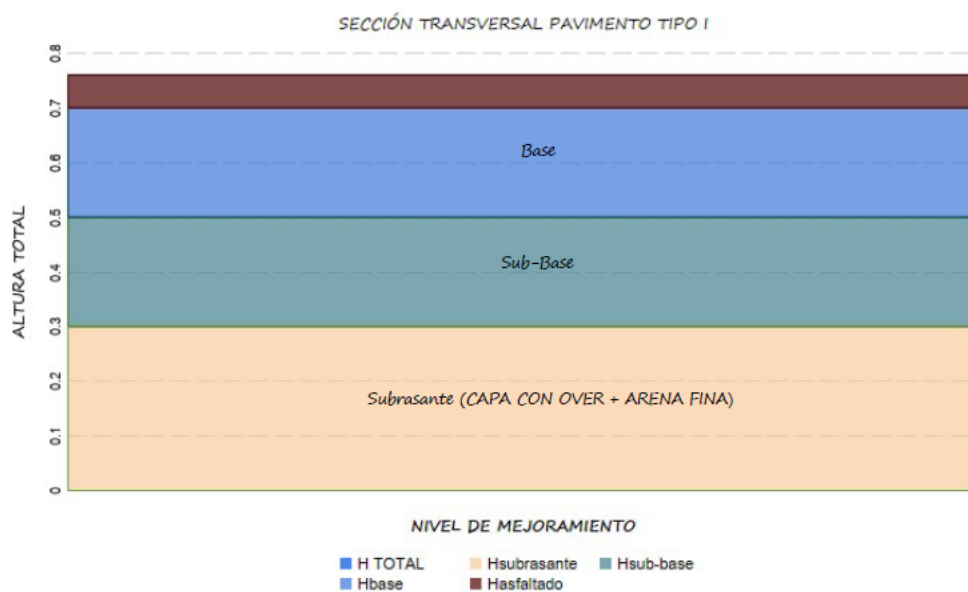 SECCIÓN TRANSVERSAL PAVIMENTO TIPO I
0.8
0.7
0.6
0.5
0.4
0.3
0.2
0.1
0
ALTURA TOTAL
Base
Sub-Base
Subrasante (CAPA CON OVER + ARENA FINA)
NIVEL DE MEJORAMIENTO
H TOTAL Hsubrasante Hsub-base
Hbase Hasfaltado